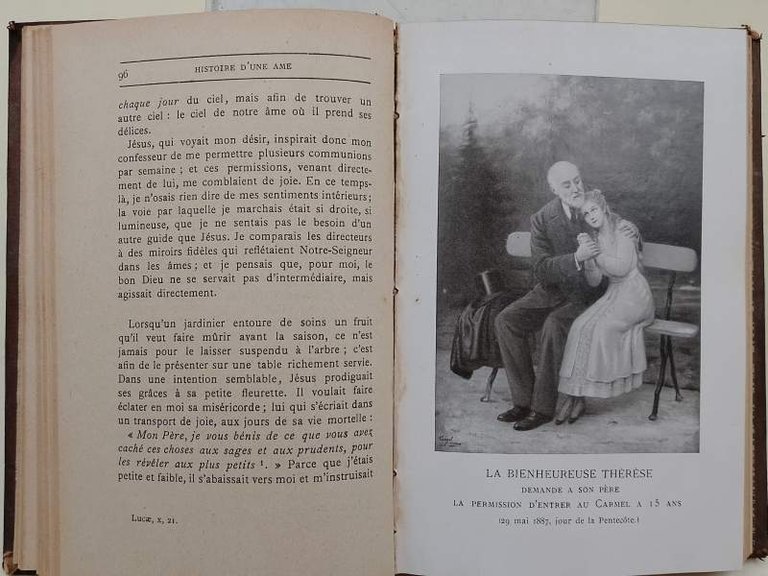 96
HISTOIRE D'UNE AME
chaque jour du ciel, mais afin de trouver un
autre ciel : le ciel de notre âme où il prend ses
délices.
Jésus, qui voyait mon désir, inspirait donc mon
confesseur de me permettre plusieurs communions
par semaine ; et ces permissions, venant directe-
ment de lui, me comblaient de joie. En ce temps-
là, je n'osais rien dire de mes sentiments intérieurs ;
la voie par laquelle je marchais était si droite, si
lumineuse, que je ne sentais pas le besoin d'un
autre guide que Jésus. Je comparais les directeurs
à des miroirs fidèles qui reflétaient Notre-Seigneur
dans les âmes ; et je pensais que, pour moi, le
bon Dieu ne se servait pas d'intermédiaire, mais
agissait directement.
Lorsqu'un jardinier entoure de soins un fruit
qu'il veut faire mûrir avant la saison, ce n'est
jamais pour le laisser suspendu à l'arbre ; c'est
afin de le présenter sur une table richement servie.
Dans une intention semblable, Jésus prodiguait
ses grâces à sa petite fleurette. Il voulait faire
éclater en moi sa miséricorde ; lui qui s'écriait dans
un transport de joie, aux jours de sa vie mortelle :
« Mon Père, je vous bénis de ce que vous avez
caché ces choses aux sages et aux prudents, pour
les révéler aux plus petits ¹. » Parce que j'étais
petite et faible, il s'abaissait vers moi et m'instruisait
Lucæ, x, 21.
LA BIENHEUREUSE THÉRÈSE
DEMANDE A SON PÈRE
LA PERMISSION D'ENTRER AU CARMEL A 15 ANS
(29 mai 1887, jour de la Pentecôte.)